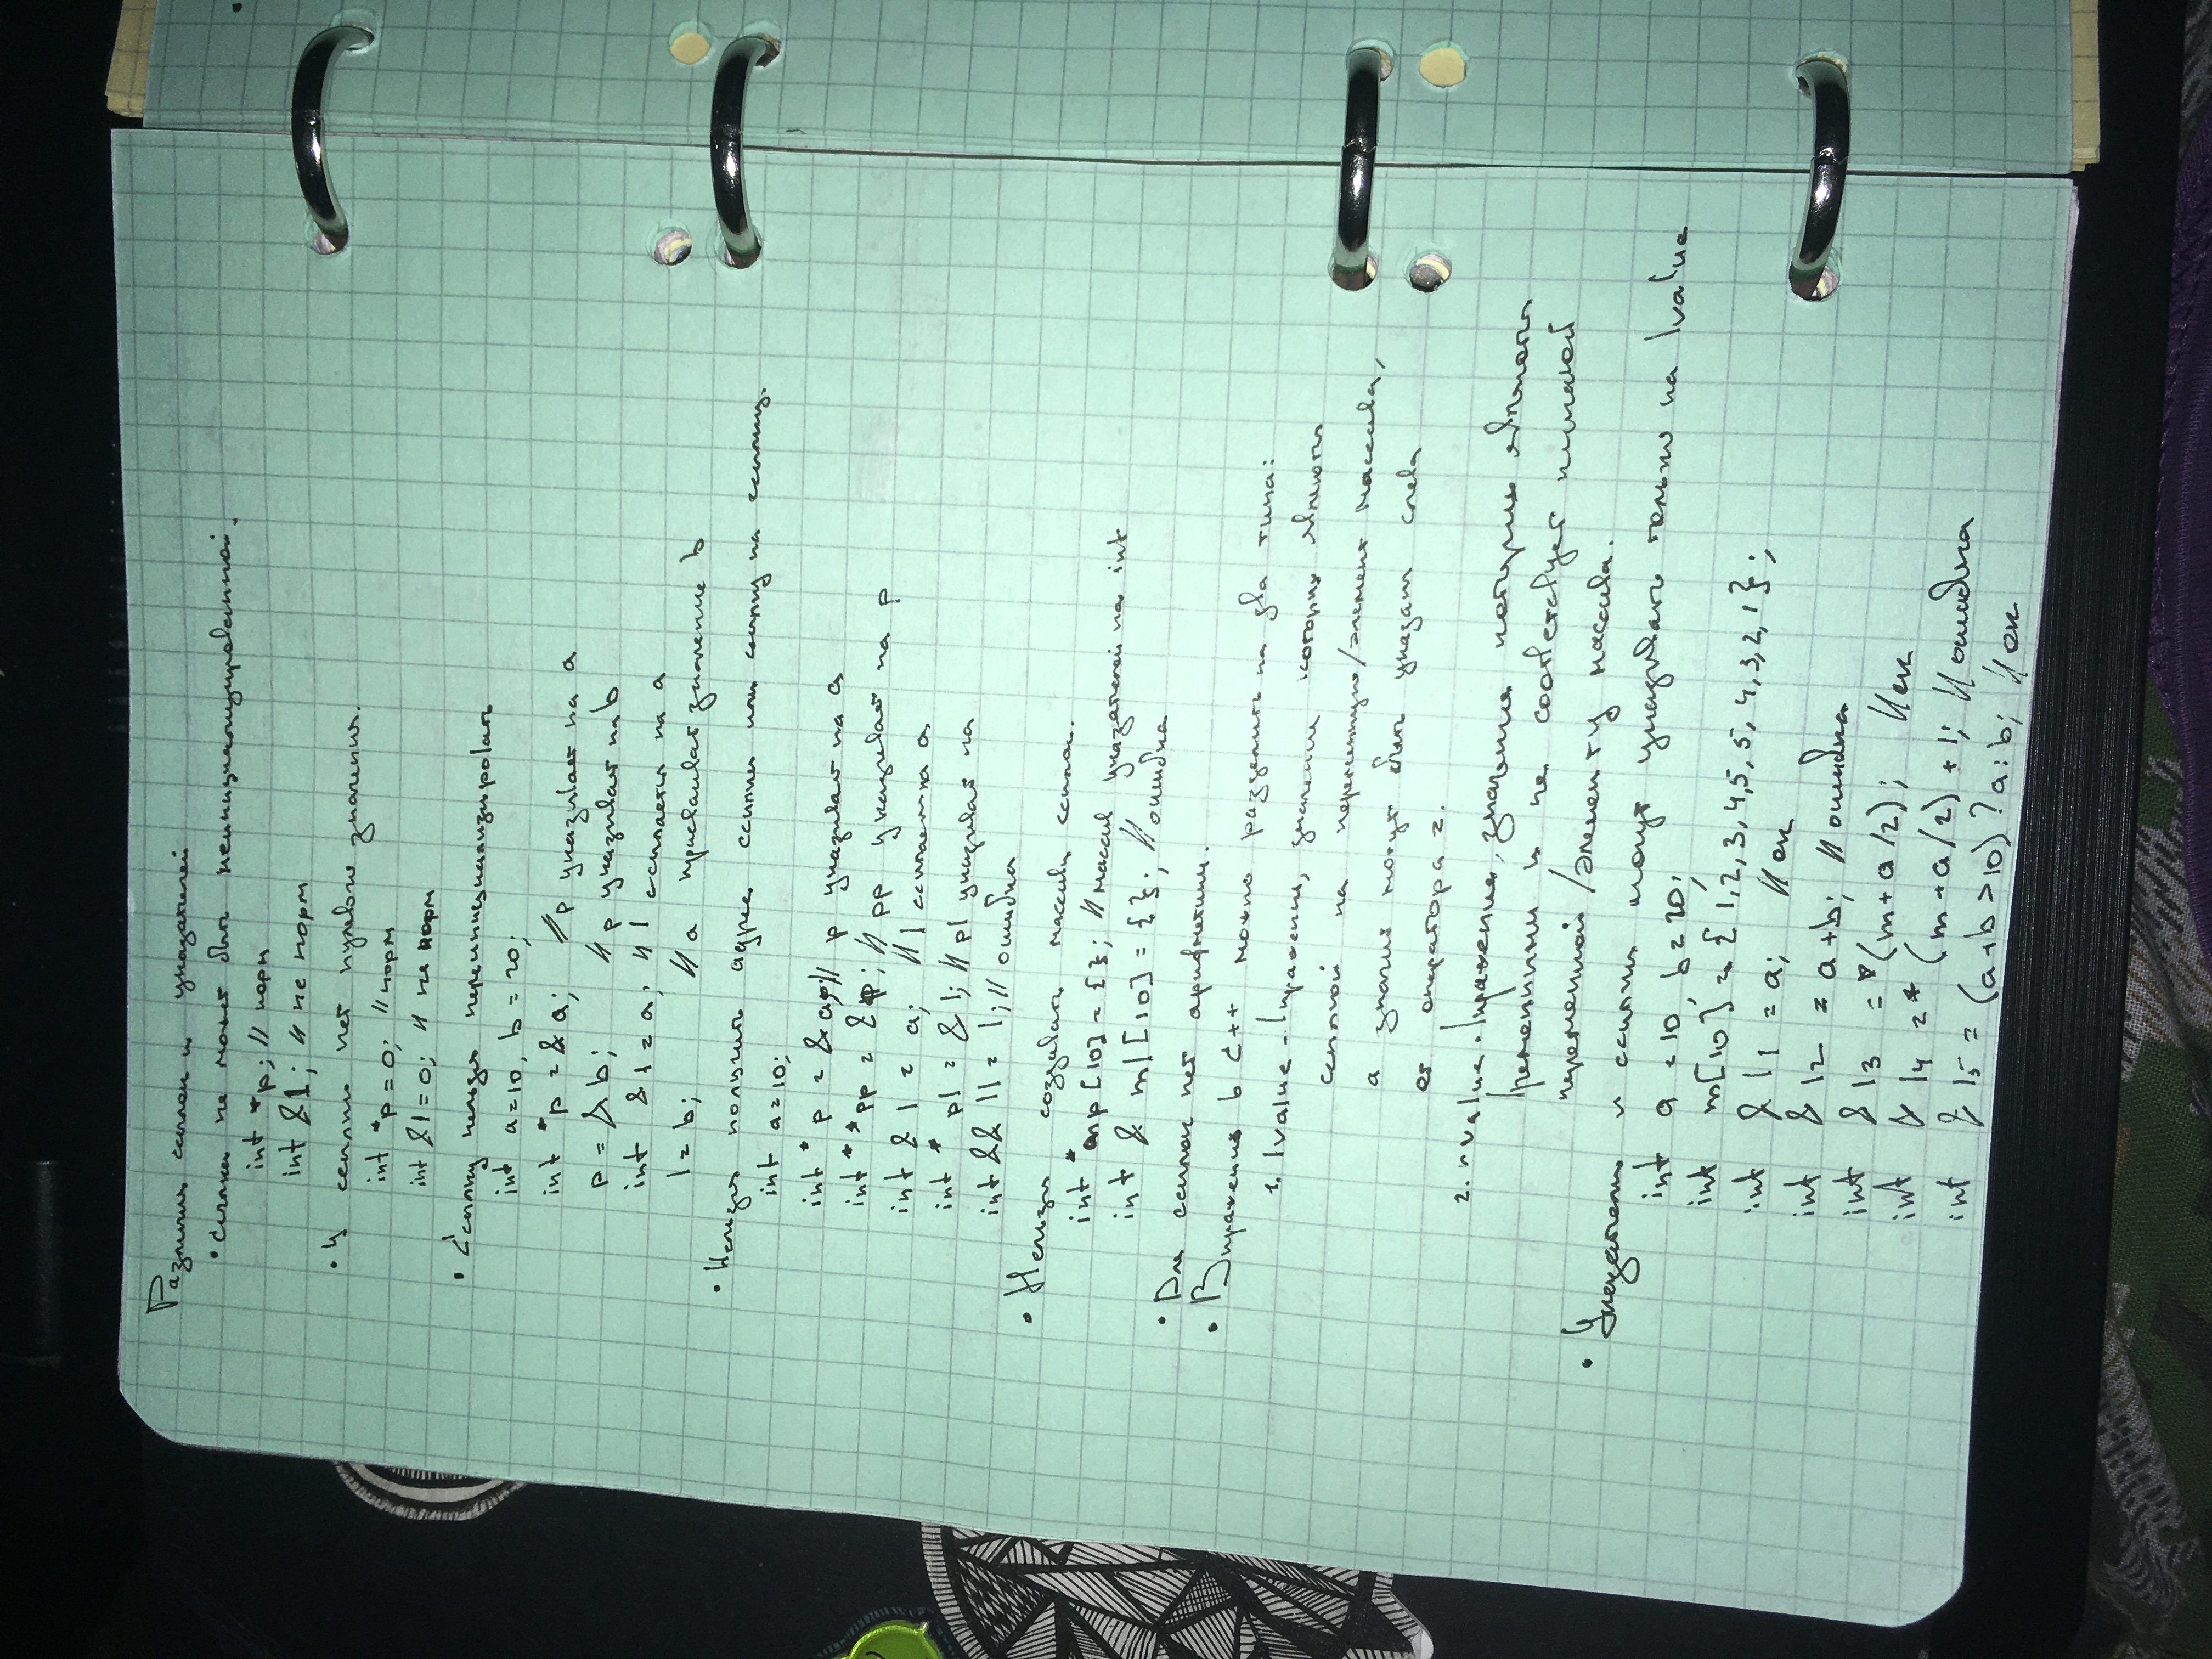 Различия ссылок и указателей
• Ссылка не может быть неинициализированной.
int *p; // норм
int &l; // не норм
• У ссылки нет нулевого значения.
int *p = 0; // норм
int &l = 0; // не норм
• Ссылку нельзя переинициализировать
int a=10, b = 20;
int *p = &a; // p указывает на a
p = &b; // p указывает на b
int &l = a; // l ссылается на a
l = b; // a присваивает значение b
• Нельзя получить адрес ссылки или ссылку на ссылку.
int a=10;
int * p = &a; // p указывает на a
int * *pp = &p; // pp указывает на p
int & l = a; // l ссылается на a
int * pl = & l; // pl указывает на
int && ll = l; // ошибка
• Нельзя создавать массивы ссылок.
int *mp [10] = {}; // массив указателей на int
int & ml [10] = {}; // ошибка
• Для ссылок нет арифметики.
• Выражения в C++ можно разделить на два типа:
1. lvalue - выражения, значения которых являются
ссылкой на переменную/элемент массива,
а значит могут быть указаны слева
от оператора =.
2. rvalue - выражения, значения которых являются
временными и не соответствует никакой
переменной/элементу массива.
• Указатели и ссылки могут указывать только на lvalue
int a = 10, b = 20;
int m[10] = { 1, 2, 3, 4, 5, 5, 4, 3, 2, 1 };
int & l1 = a; // ок
int & l2 = a+b; // ошибка
int & l3 = *(m+a/2); // ок
int & l4 = * (m+a/2) + 1; // ошибка
int & l5 = (a+b>10) ? a : b; // ок